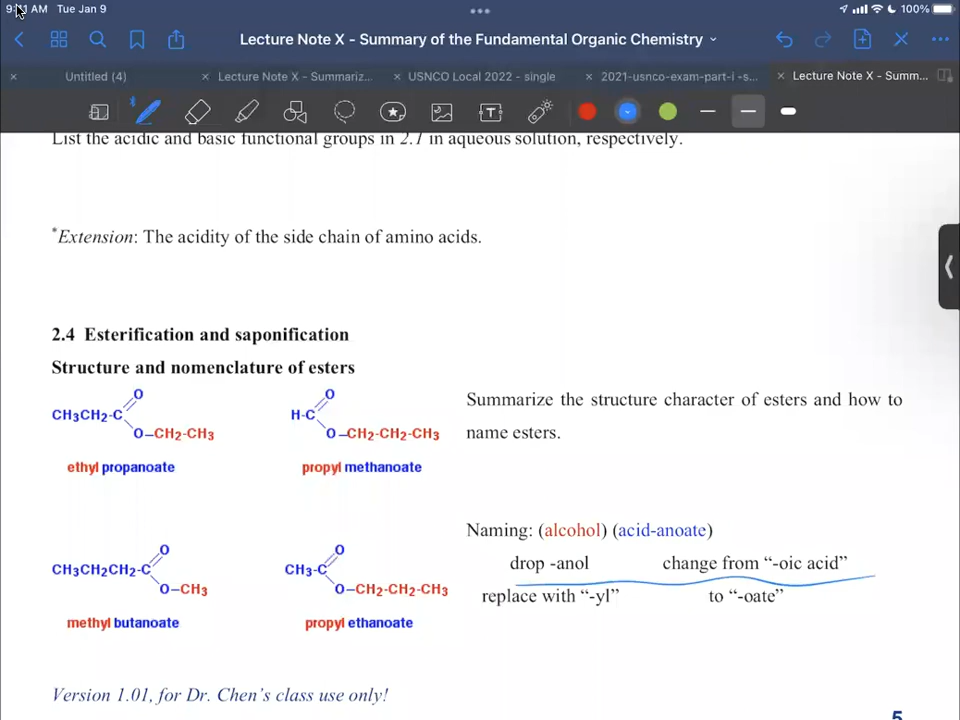 9:11 AM Tue Jan 9
100%
Lecture Note X - Summary of the Fundamental Organic Chemistry
Untitled (4)
Lecture Note X - Summariz...
USNCO Local 2022 - single
2021-usnco-exam-part-i -s...
Lecture Note X - Summ...
List the acidic and basic functional groups in 2.1 in aqueous solution, respectively.
*Extension: The acidity of the side chain of amino acids.
2.4 Esterification and saponification
Structure and nomenclature of esters
O
CH3CH2-C
O–CH2-CH3
ethyl propanoate
O
H-C
O–CH2-CH2-CH3
propyl methanoate
Summarize the structure character of esters and how to
name esters.
O
CH3CH2CH2-C
O–CH3
methyl butanoate
O
CH3-C
O–CH2-CH2-CH3
propyl ethanoate
Naming: (alcohol) (acid-anoate)
drop -anol change from “-oic acid”
replace with “-yl” to “-oate”
Version 1.01, for Dr. Chen’s class use only!
5